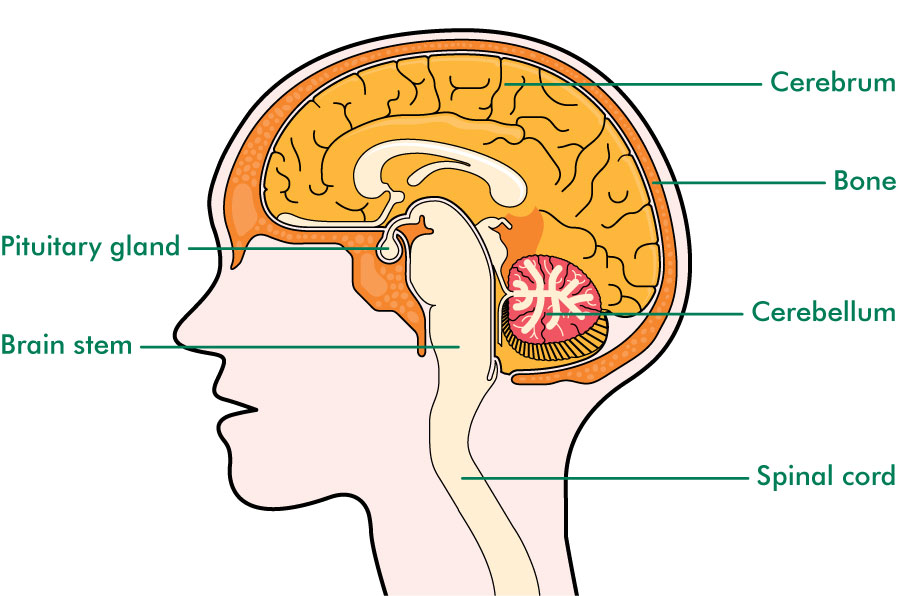 Cerebrum
Bone
Pituitary gland
Cerebellum
Brain stem
Spinal cord